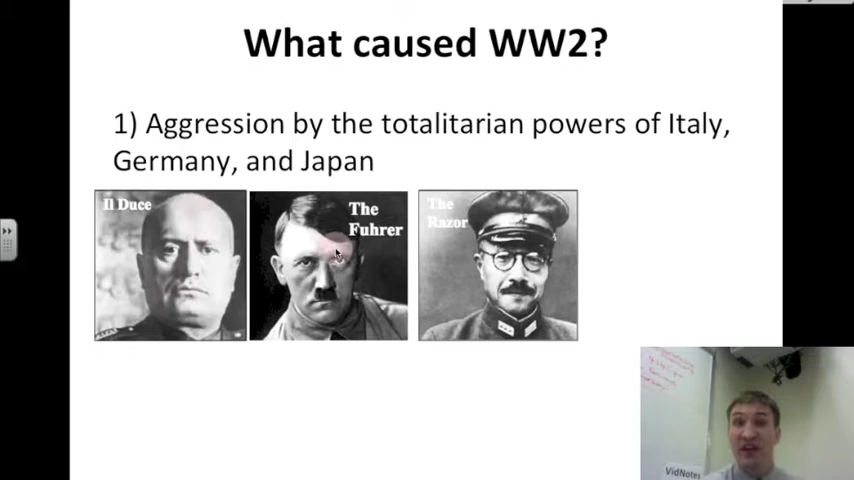 What caused WW2?
1) Aggression by the totalitarian powers of Italy,
Germany, and Japan
Il Duce
The
Fuhrer
The
Razor
VidNotes